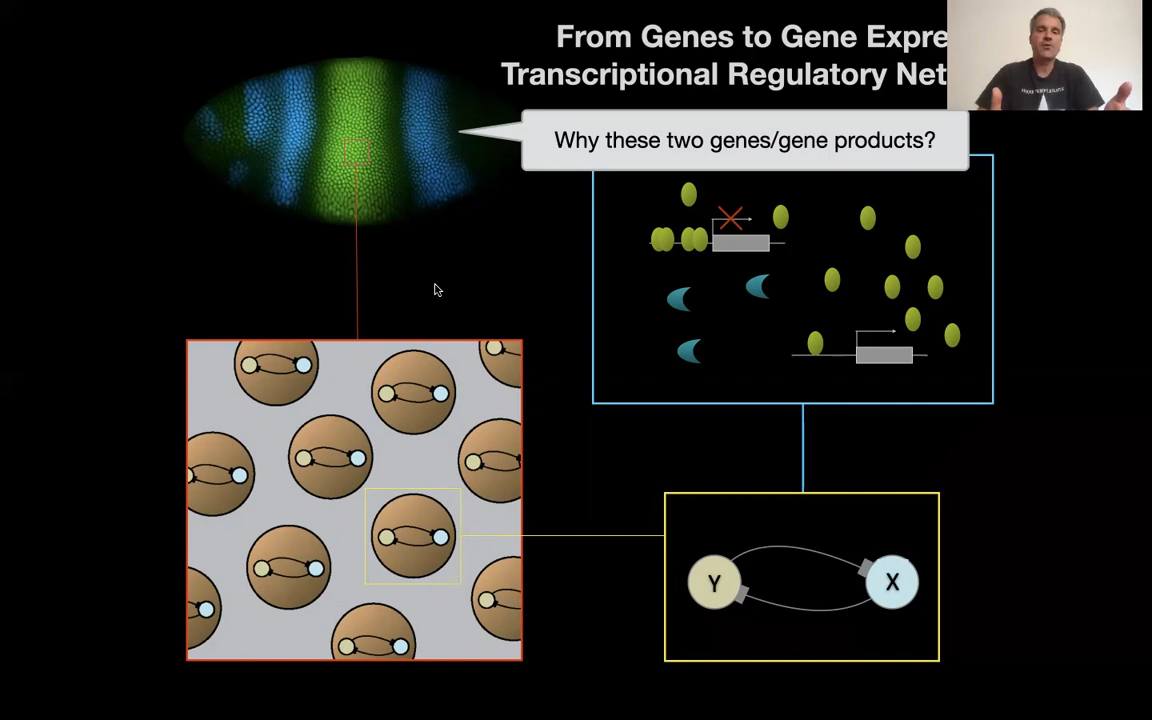 From Genes to Gene Expre
Transcriptional Regulatory Net
Why these two genes/gene products?
Y
X